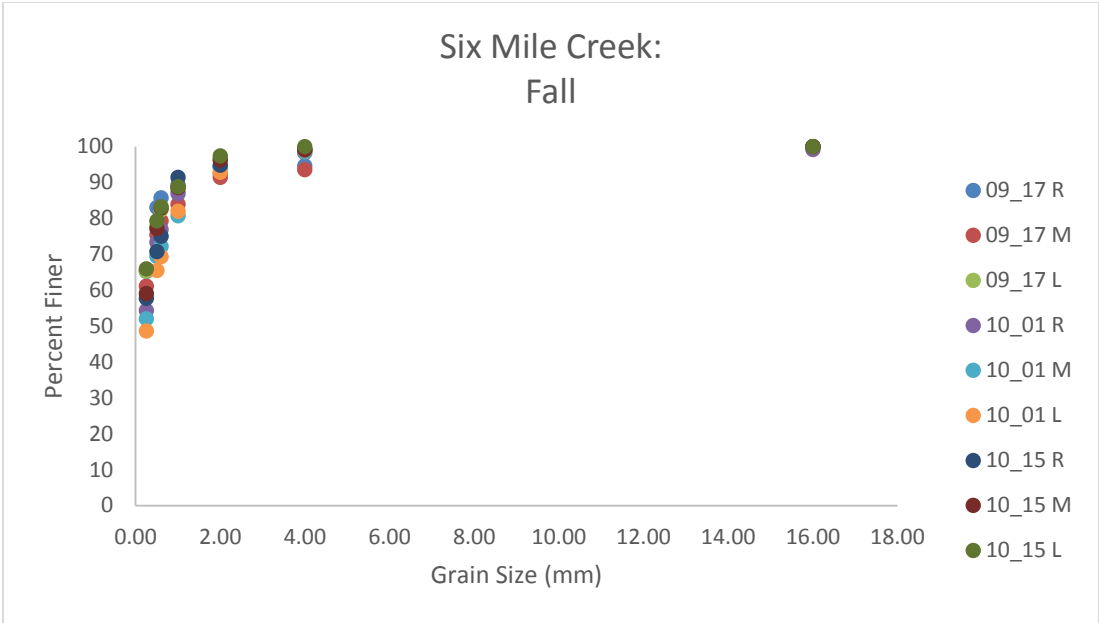 Six Mile Creek:
Fall
100
90
80
70
60
50
40
30
20
10
0
Percent Finer
0.00 2.00 4.00 6.00 8.00 10.00 12.00 14.00 16.00 18.00
Grain Size (mm)
09_17 R
09_17 M
09_17 L
10_01 R
10_01 M
10_01 L
10_15 R
10_15 M
10_15 L